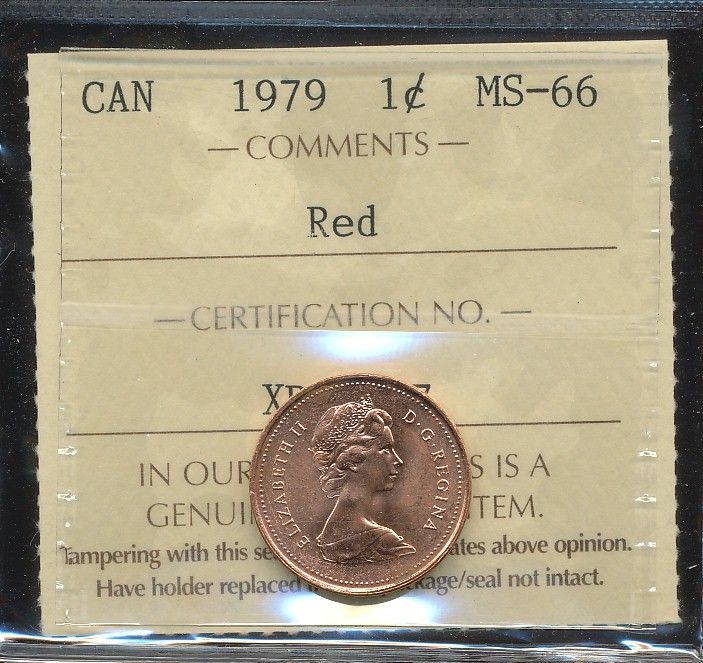 CAN 1979 1¢ MS-66
— COMMENTS —
Red
— CERTIFICATION NO. —
ELIZABETH II D·G·REGINA
IN OUR S IS A
GENUI TEM.
Tampering with this se ates above opinion.
Have holder replaced kage/seal not intact.